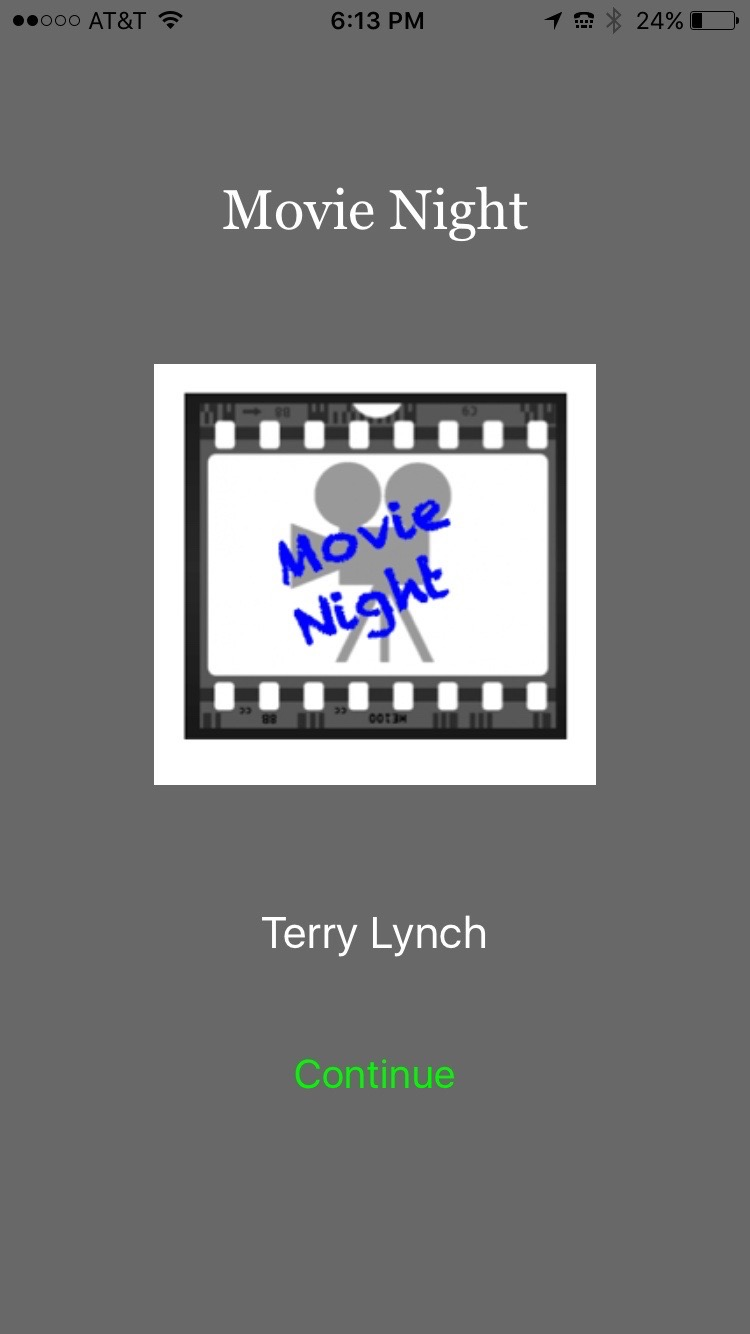 AT&T 6:13 PM 24%
Movie Night
Movie
Night
Terry Lynch
Continue